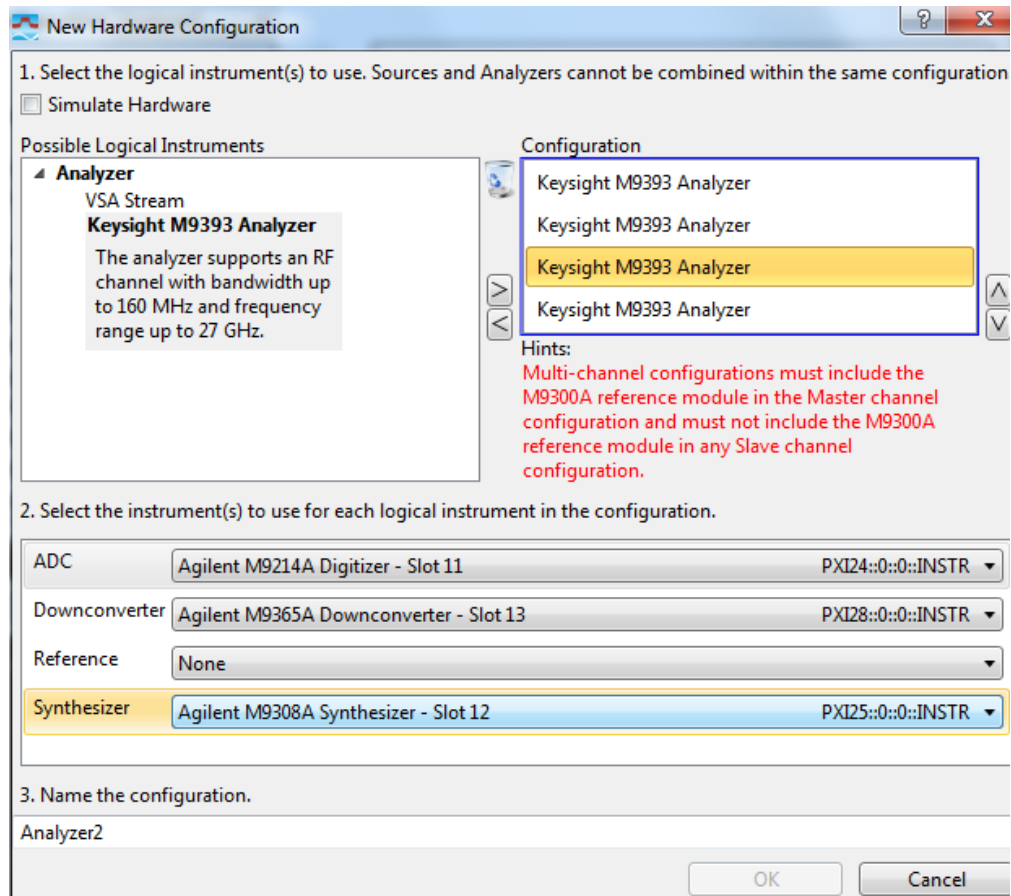 New Hardware Configuration
?
X
1. Select the logical instrument(s) to use. Sources and Analyzers cannot be combined within the same configuration
Simulate Hardware
Possible Logical Instruments
Analyzer
VSA Stream
Keysight M9393 Analyzer
The analyzer supports an RF
channel with bandwidth up
to 160 MHz and frequency
range up to 27 GHz.
>
<
Configuration
Keysight M9393 Analyzer
Keysight M9393 Analyzer
Keysight M9393 Analyzer
Keysight M9393 Analyzer
Hints:
Multi-channel configurations must include the
M9300A reference module in the Master channel
configuration and must not include the M9300A
reference module in any Slave channel
configuration.
2. Select the instrument(s) to use for each logical instrument in the configuration.
ADC Agilent M9214A Digitizer - Slot 11 PXI24::0::0::INSTR
Downconverter Agilent M9365A Downconverter - Slot 13 PXI28::0::0::INSTR
Reference None
Synthesizer Agilent M9308A Synthesizer - Slot 12 PXI25::0::0::INSTR
3. Name the configuration.
Analyzer2
OK Cancel